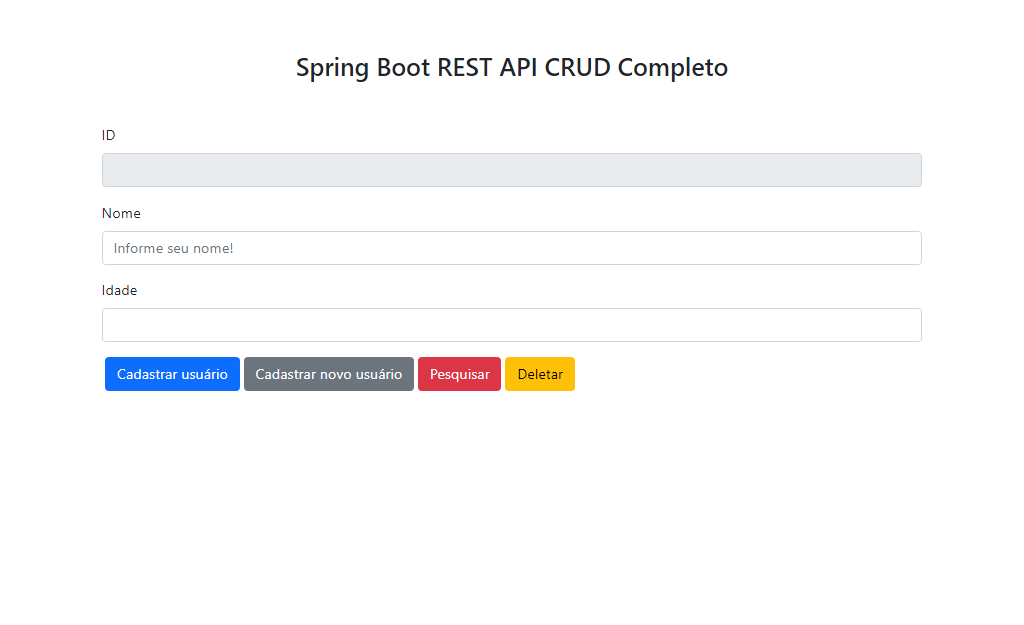 Spring Boot REST API CRUD Completo
ID
Nome
Informe seu nome!
Idade
Cadastrar usuário Cadastrar novo usuário Pesquisar Deletar